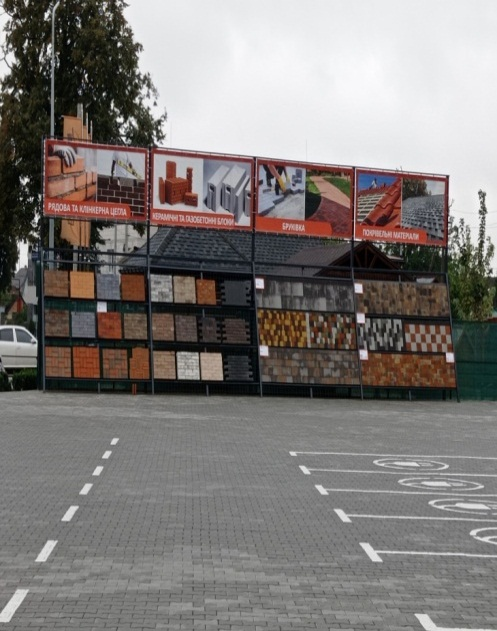 РЯДОВА ТА КЛІНКЕРНА ЦЕГЛА
КЕРАМІЧНІ ТА ГАЗОБЕТОННІ БЛОКИ
БРУКІВКА
ПОКРІВЕЛЬНІ МАТЕРІАЛИ